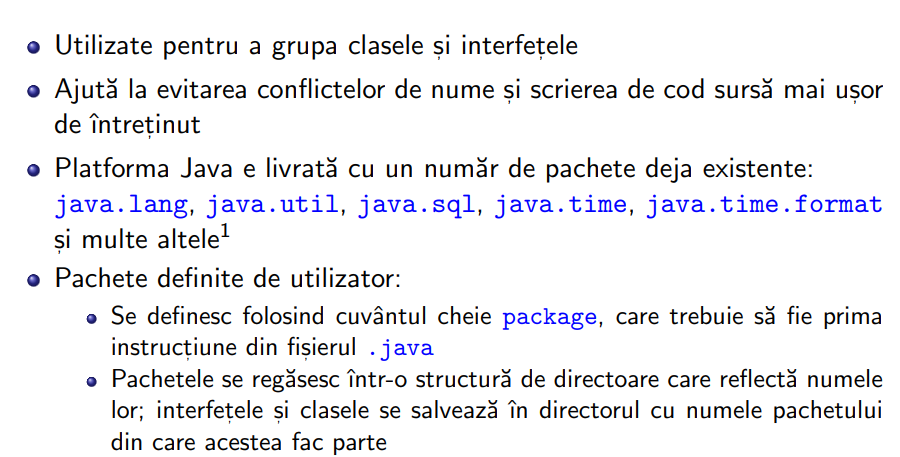 Utilizate pentru a grupa clasele și interfețele
Ajută la evitarea conflictelor de nume și scrierea de cod sursă mai ușor
de întreținut
Platforma Java e livrată cu un număr de pachete deja existente:
java.lang, java.util, java.sql, java.time, java.time.format
și multe altele¹
Pachete definite de utilizator:
Se definesc folosind cuvântul cheie package, care trebuie să fie prima
instrucțiune din fișierul .java
Pachetele se regăsesc într-o structură de directoare care reflectă numele
lor; interfețele și clasele se salvează în directorul cu numele pachetului
din care acestea fac parte